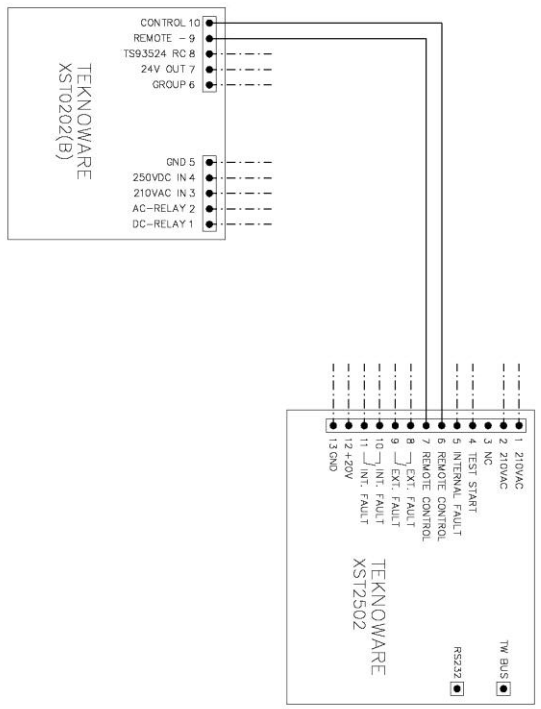 CONTROL 10
REMOTE - 9
TS93524 RC 8
24V OUT 7
GROUP 6
TEKNOWARE
XST0202(B)
GND 5
250VDC IN 4
210VAC IN 3
AC-RELAY 2
DC-RELAY 1
1 210VAC
2 210VAC
3 NC
4 TEST START
5 INTERNAL FAULT
6 REMOTE CONTROL
7 REMOTE CONTROL
8 EXT. FAULT
9 EXT. FAULT
10 INT. FAULT
11 INT. FAULT
12 +20V
13 GND
TEKNOWARE
XST2502
TW BUS
RS232